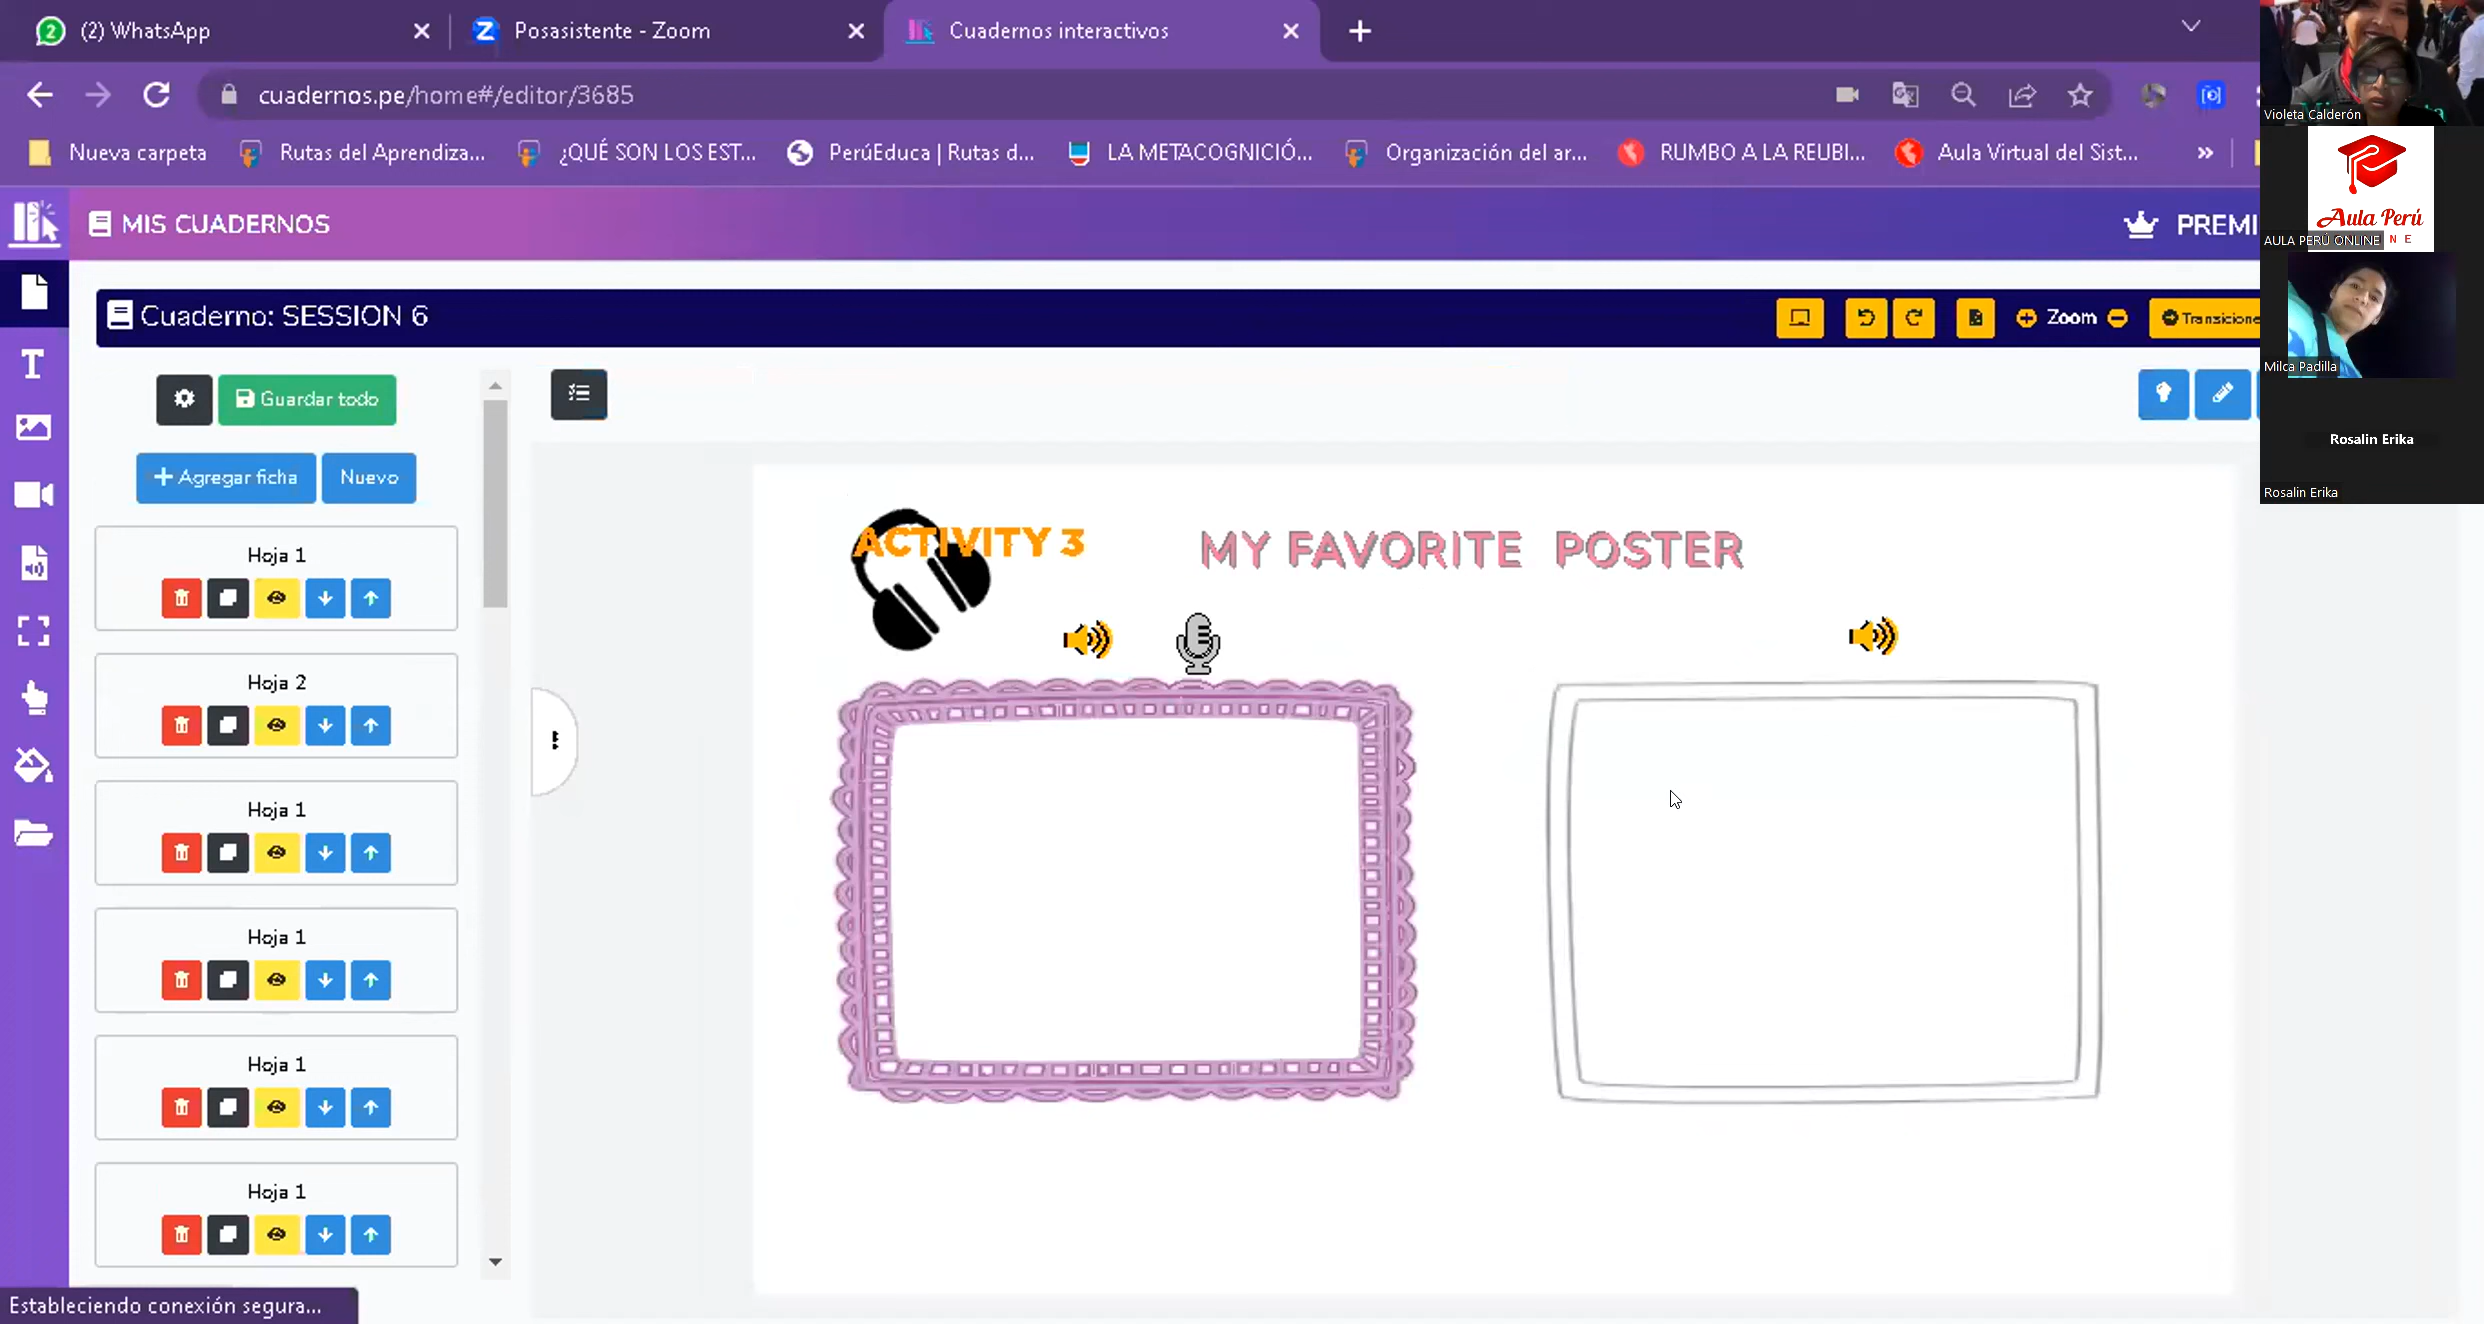 (2) WhatsApp
Posasistente - Zoom
Cuadernos interactivos
cuadernos.pe/home#/editor/3685
Nueva carpeta
Rutas del Aprendiza...
¿QUÉ SON LOS EST...
PerúEduca | Rutas d...
LA METACOGNICIÓ...
Organización del ar...
RUMBO A LA REUBI...
Aula Virtual del Sist...
»
MIS CUADERNOS
PREMI
Cuaderno: SESSION 6
Zoom
Transicione
Guardar todo
Agregar ficha
Nuevo
Hoja 1
Hoja 2
Hoja 1
Hoja 1
Hoja 1
Hoja 1
ACTIVITY 3
MY FAVORITE POSTER
Estableciendo conexión segura...
Violeta Calderón
Aula Perú
AULA PERÚ ONLINE
N E
Milca Padilla
Rosalin Erika
Rosalin Erika